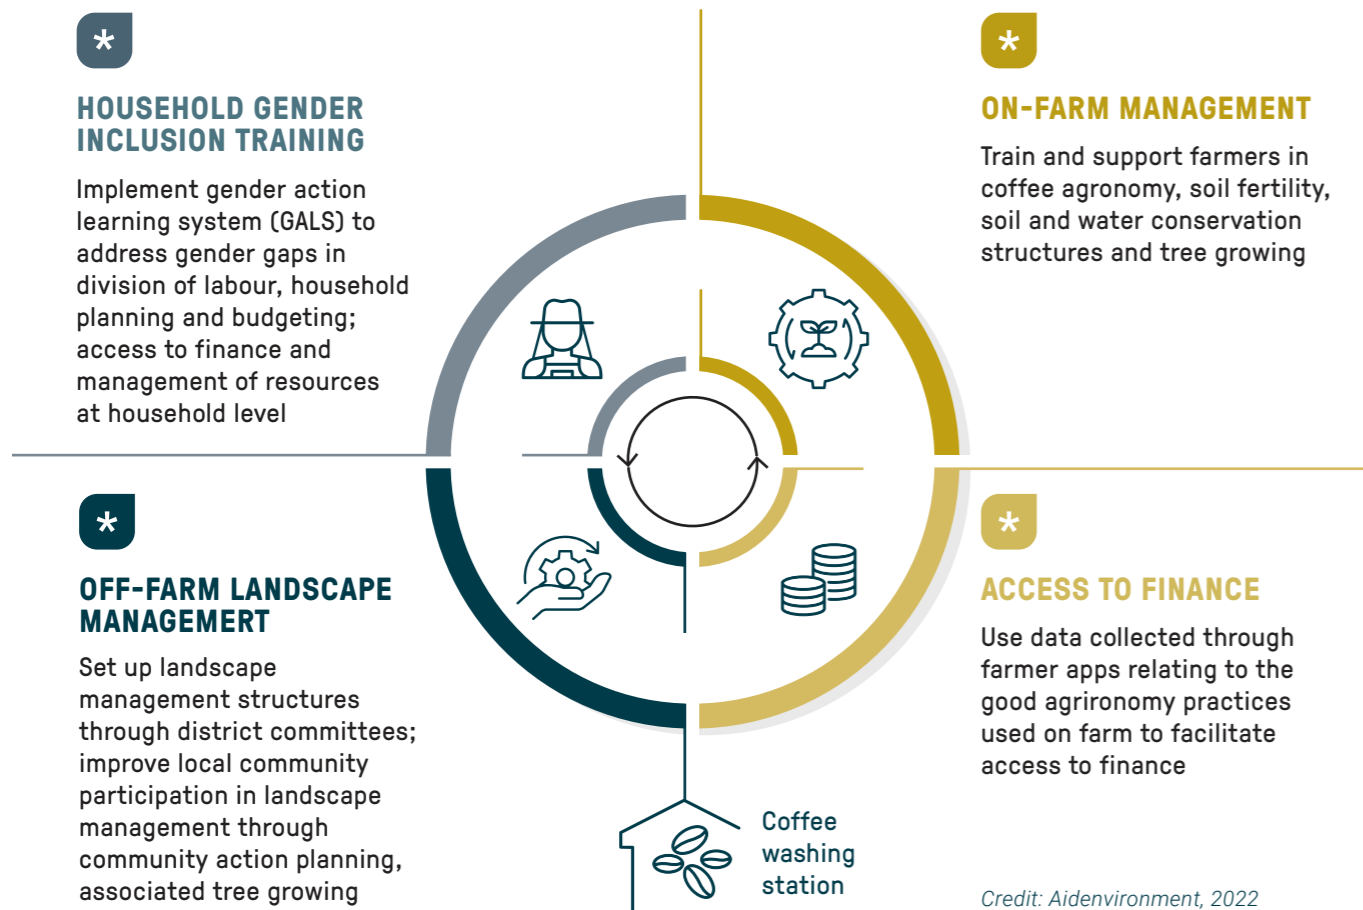 HOUSEHOLD GENDER
INCLUSION TRAINING
Implement gender action
learning system (GALS) to
address gender gaps in
division of labour, household
planning and budgeting;
access to finance and
management of resources
at household level
ON-FARM MANAGEMENT
Train and support farmers in
coffee agronomy, soil fertility,
soil and water conservation
structures and tree growing
OFF-FARM LANDSCAPE
MANAGEMERT
Set up landscape
management structures
through district committees;
improve local community
participation in landscape
management through
community action planning,
associated tree growing
ACCESS TO FINANCE
Use data collected through
farmer apps relating to the
good agrironomy practices
used on farm to facilitate
access to finance
Coffee
washing
station
Credit: Aidenvironment, 2022